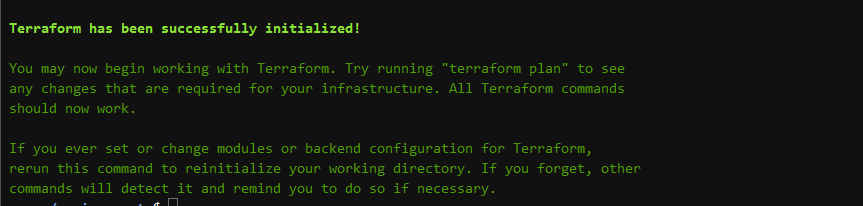 Terraform has been successfully initialized!
You may now begin working with Terraform. Try running "terraform plan" to see
any changes that are required for your infrastructure. All Terraform commands
should now work.
If you ever set or change modules or backend configuration for Terraform,
rerun this command to reinitialize your working directory. If you forget, other
commands will detect it and remind you to do so if necessary.
$